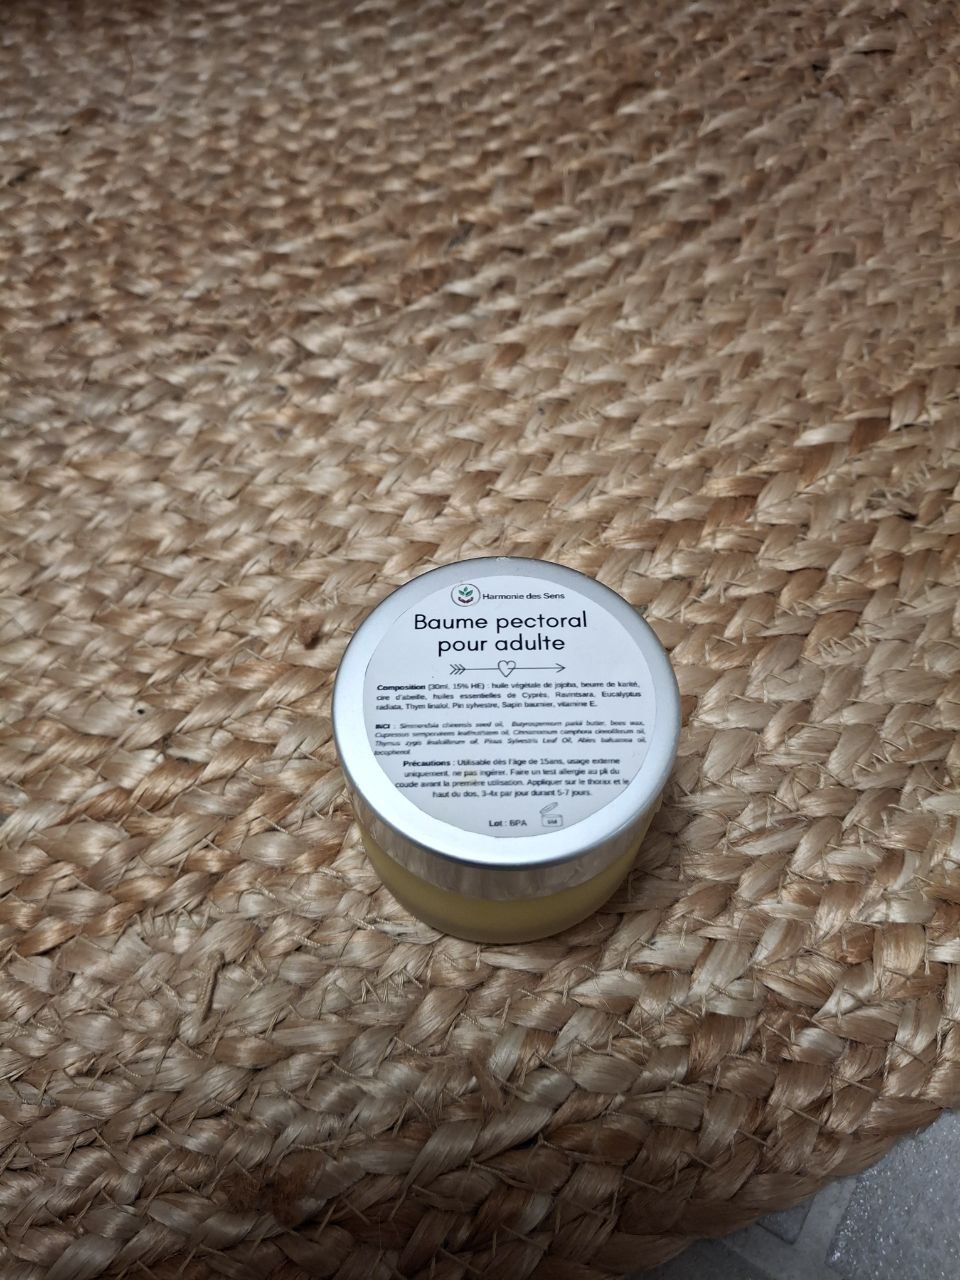 Harmonie des Sens
Baume pectoral
pour adulte
Composition (30ml, 15% HE) : huile végétale de jojoba, beurre de karité,
cire d'abeille, huiles essentielles de Cyprès, Ravintsara, Eucalyptus
radiata, Thym linalol, Pin sylvestre, Sapin baumier, vitamine E.
INCI : Simmondsia chinensis seed oil, Butyrospermum parkii butter, bees wax,
Cupressus sempervirens leaf/nut/stem oil, Cinnamomum camphora cineoliferum oil,
Thymus zygis linaloliferum oil, Pinus Sylvestris Leaf Oil, Abies balsamea oil,
tocopherol
Précautions : Utilisable dès l'âge de 15ans, usage externe
uniquement, ne pas ingérer. Faire un test allergie au pli du
coude avant la première utilisation. Appliquer sur le thorax et le
haut du dos, 3-4x par jour durant 5-7 jours.
Lot : BPA